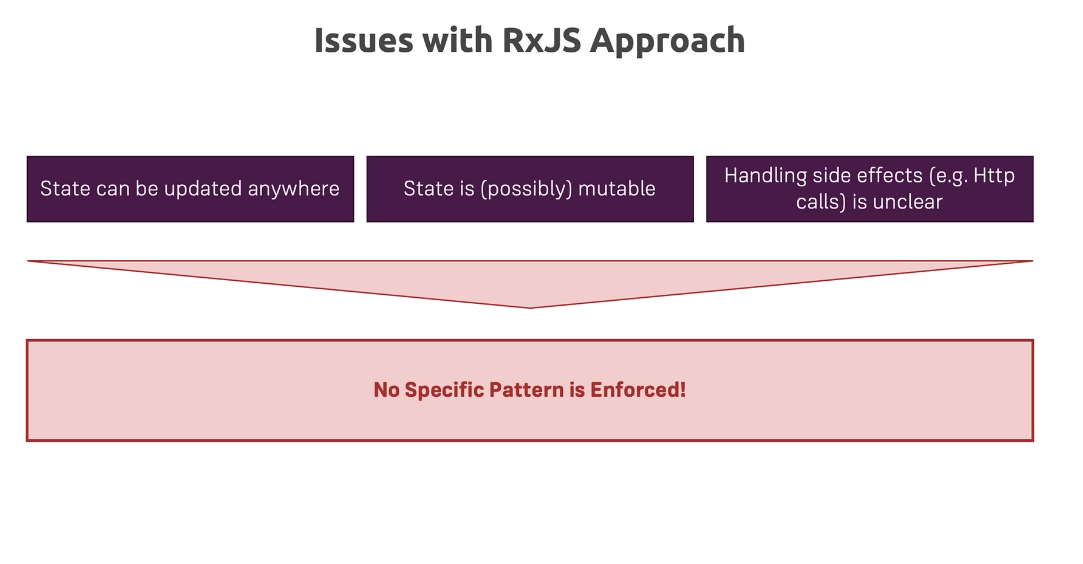 Issues with RxJS Approach
State can be updated anywhere
State is (possibly) mutable
Handling side effects (e.g. Http
calls) is unclear
No Specific Pattern is Enforced!